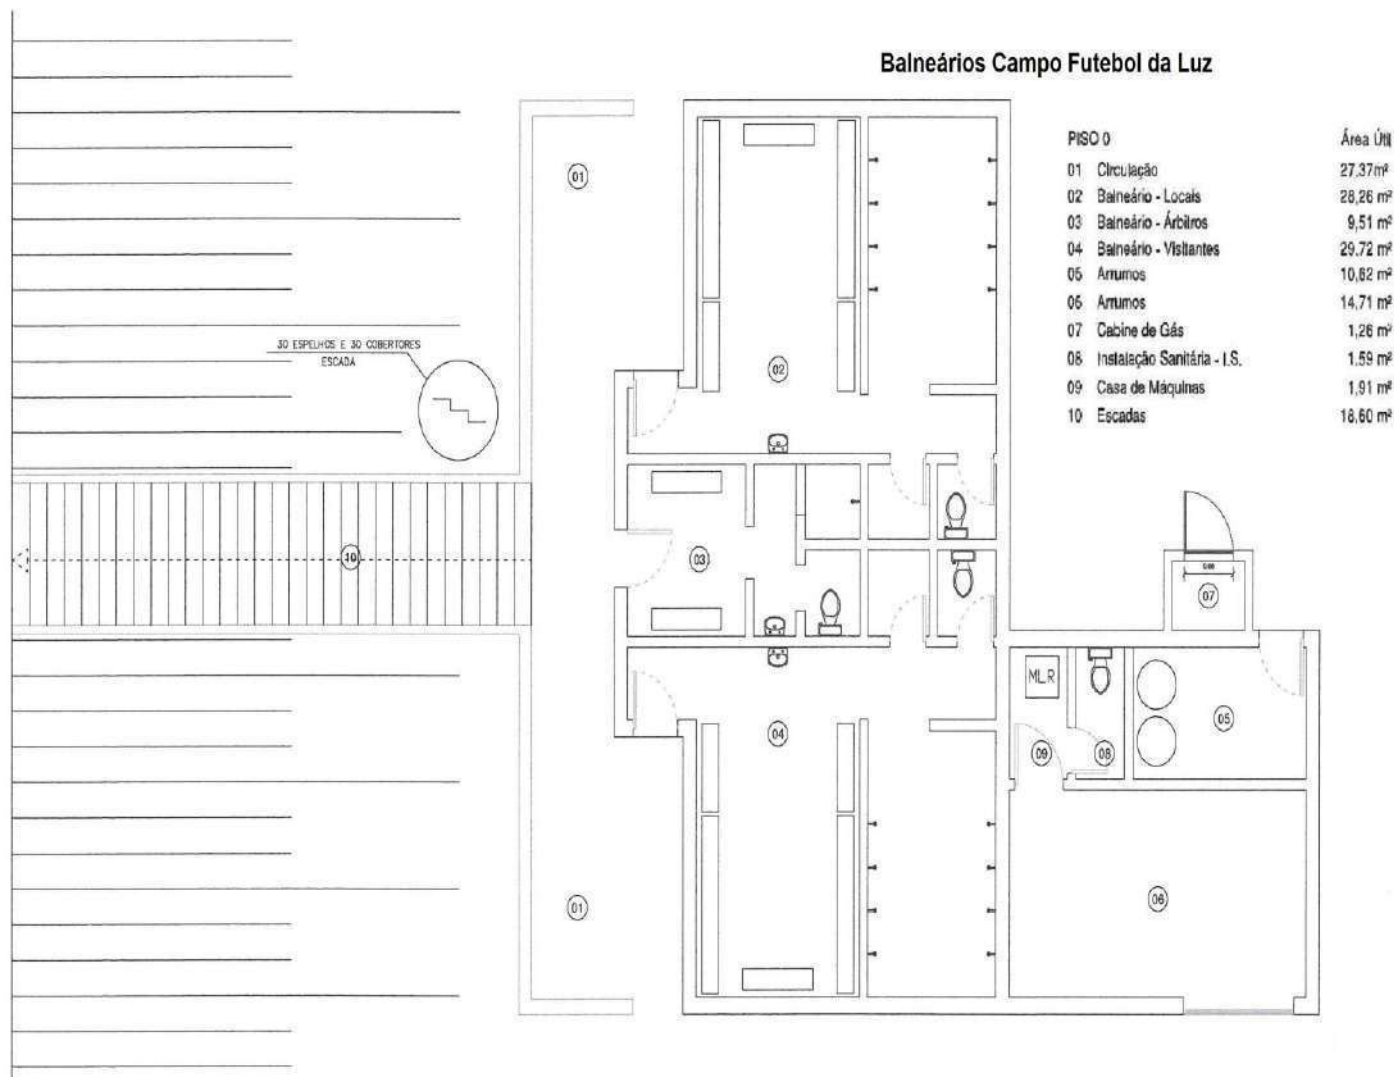 Balneários Campo Futebol da Luz
PISO 0 Área Útil
01 Circulação 27,37m²
02 Balneário - Locais 28,26 m²
03 Balneário - Árbitros 9,51 m²
04 Balneário - Visitantes 29,72 m²
05 Arrumos 10,62 m²
06 Arrumos 14,71 m²
07 Cabine de Gás 1,26 m²
08 Instalação Sanitária - I.S. 1,59 m²
09 Casa de Máquinas 1,91 m²
10 Escadas 18,60 m²
01
30 ESPELHOS E 30 COBERTORES
ESCADA
02
10
03
07
MLR
04
05
09
08
06
01